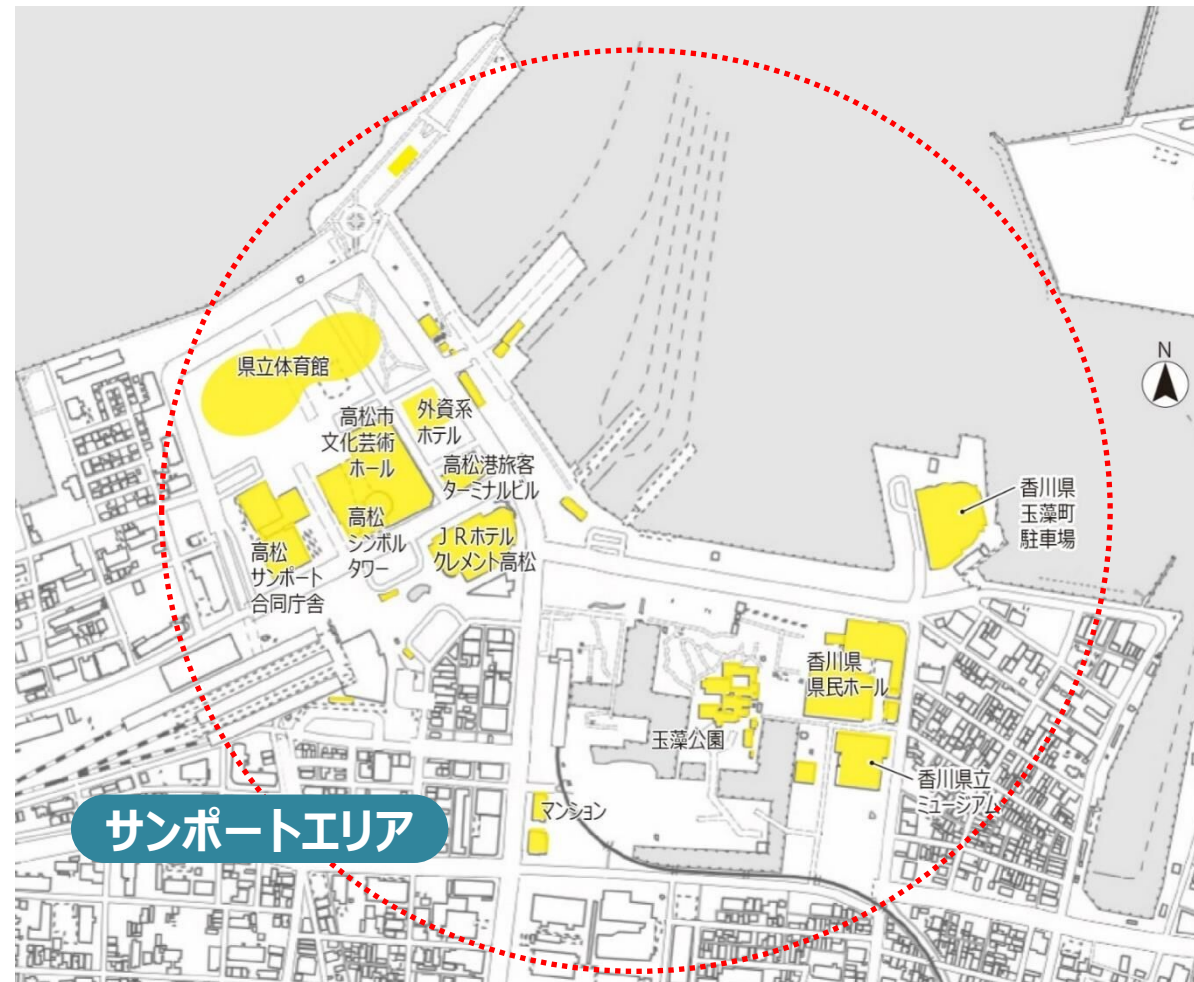 N
県立体育館
高松市
文化芸術
ホール
外資系
ホテル
高松港旅客
ターミナルビル
高松
シンボル
タワー
JRホテル
クレメント高松
高松
サンポート
合同庁舎
香川県
玉藻町
駐車場
香川県
県民ホール
玉藻公園
香川県立
ミュージアム
マンション
サンポートエリア